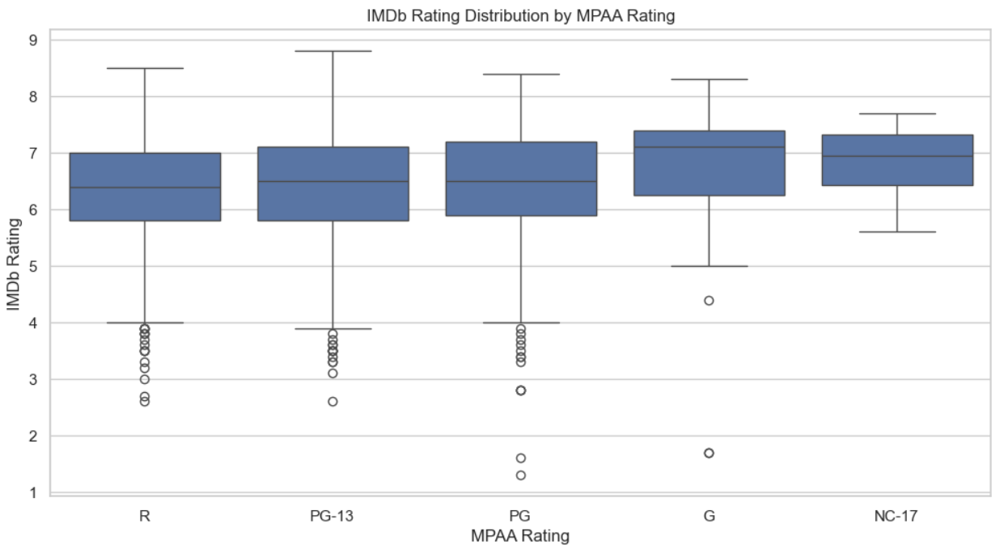 IMDb Rating Distribution by MPAA Rating
9
8
7
6
5
4
3
2
1
IMDb Rating
R PG-13 PG G NC-17
MPAA Rating